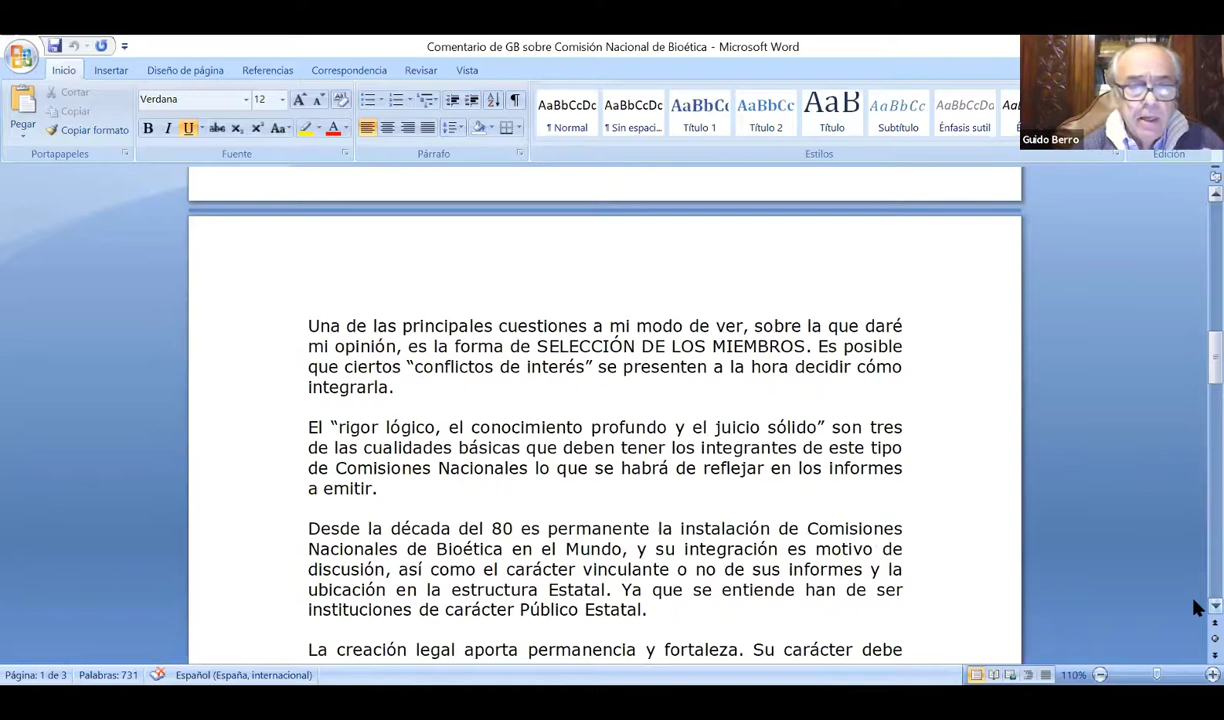 Comentario de GB sobre Comisión Nacional de Bioética - Microsoft Word
Inicio Insertar Diseño de página Referencias Correspondencia Revisar Vista
Pegar
Cortar
Copiar
Copiar formato
Portapapeles
Verdana 12
Fuente
Párrafo
AaBbCcDc AaBbCcDc AaBbCc AaBbCc AaB AaBbCc AaBbCcDc
¶ Normal ¶ Sin espaci... Título 1 Título 2 Título Subtítulo Énfasis sutil
Estilos
Edición
Guido Berro
Una de las principales cuestiones a mi modo de ver, sobre la que daré
mi opinión, es la forma de SELECCIÓN DE LOS MIEMBROS. Es posible
que ciertos “conflictos de interés” se presenten a la hora decidir cómo
integrarla.
El “rigor lógico, el conocimiento profundo y el juicio sólido” son tres
de las cualidades básicas que deben tener los integrantes de este tipo
de Comisiones Nacionales lo que se habrá de reflejar en los informes
a emitir.
Desde la década del 80 es permanente la instalación de Comisiones
Nacionales de Bioética en el Mundo, y su integración es motivo de
discusión, así como el carácter vinculante o no de sus informes y la
ubicación en la estructura Estatal. Ya que se entiende han de ser
instituciones de carácter Público Estatal.
La creación legal aporta permanencia y fortaleza. Su carácter debe
Página: 1 de 3 Palabras: 731 Español (España, internacional) 110%